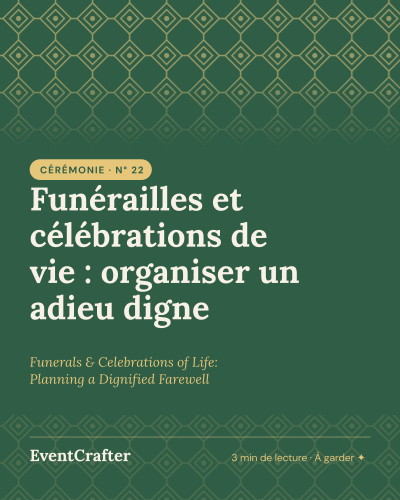 CÉRÉMONIE · N° 22
Funérailles et
célébrations de
vie : organiser un
adieu digne
Funerals & Celebrations of Life:
Planning a Dignified Farewell
EventCrafter
3 min de lecture · À garder ✦